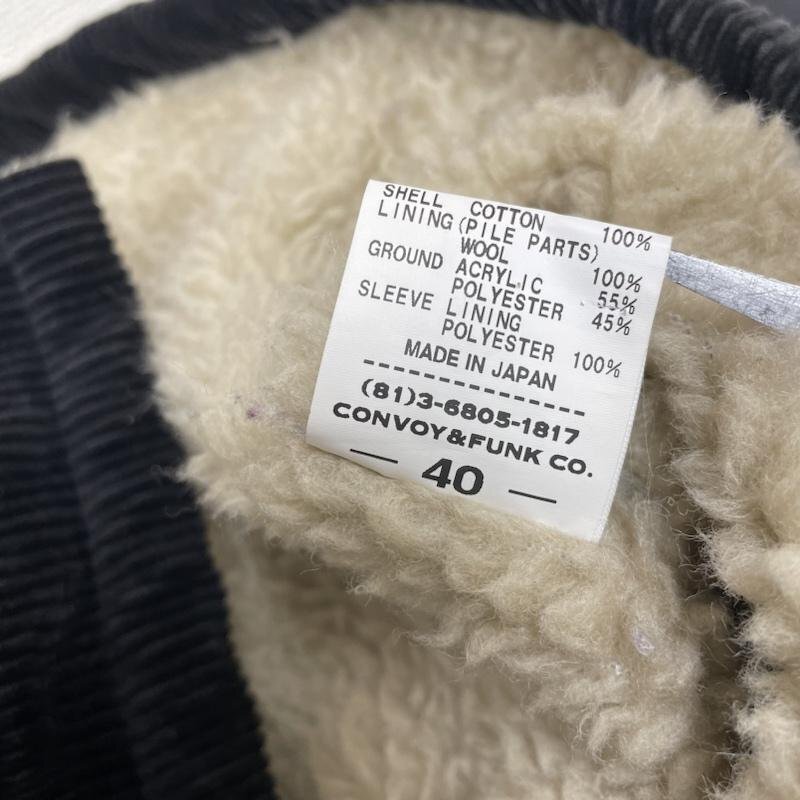 SHELL COTTON 100%
LINING (PILE PARTS)
WOOL 100%
GROUND ACRYLIC 55%
POLYESTER 45%
SLEEVE LINING
POLYESTER 100%
MADE IN JAPAN
(81)3-6805-1817
CONVOY&FUNK CO.
— 40 —